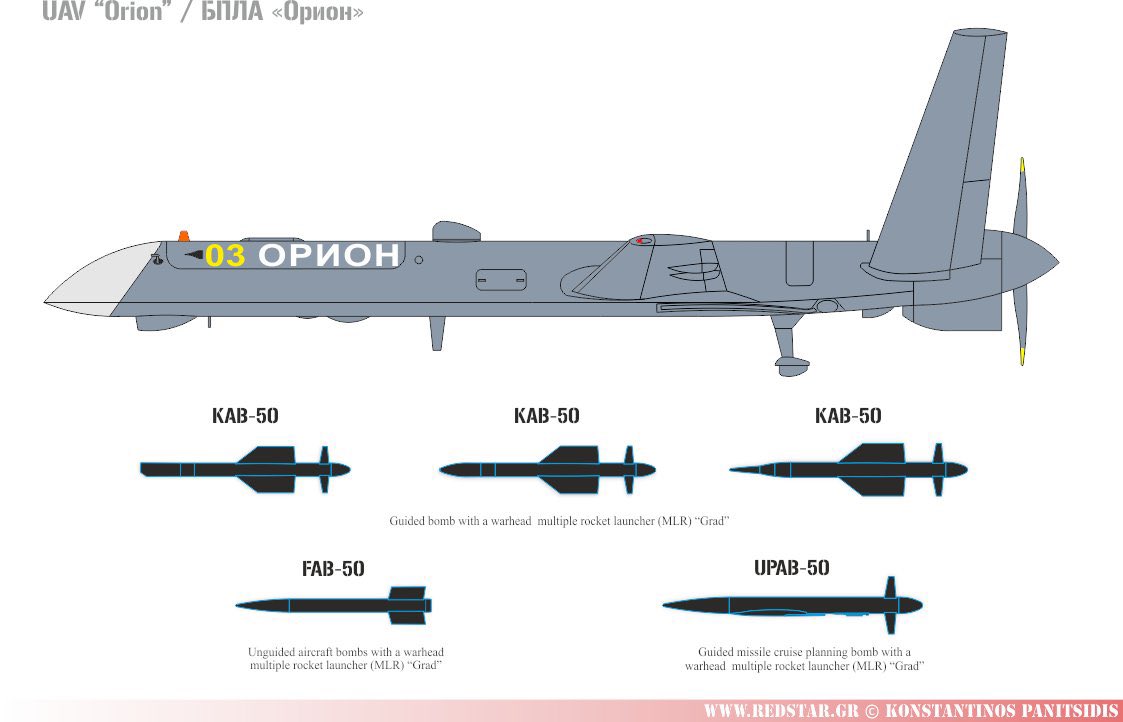 UAV “Orion” / БПЛА «Орион»
03 ОРИОН
KAB-50 KAB-50 KAB-50
Guided bomb with a warhead multiple rocket launcher (MLR) “Grad”
FAB-50 UPAB-50
Unguided aircraft bombs with a warhead
multiple rocket launcher (MLR) “Grad”
Guided missile cruise planning bomb with a
warhead multiple rocket launcher (MLR) “Grad”
WWW.REDSTAR.GR © KONSTANTINOS PANITSIDIS